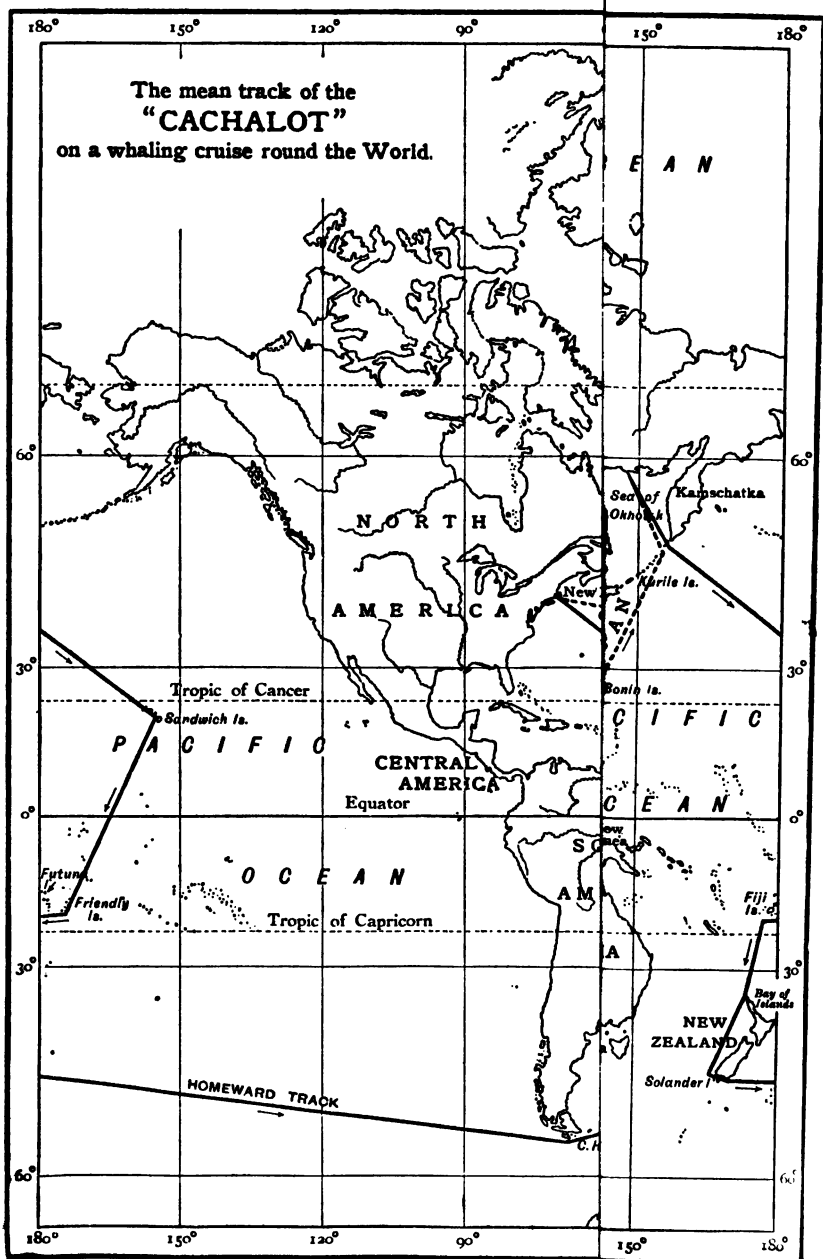 180° 150° 120° 90° 150° 180°
The mean track of the
"CACHALOT"
on a whaling cruise round the World.
E A N
60° 60°
Sea of
Okhotsk
Kamschatka
N O R T H
New
Kurile Is.
A M E R I C A
AN
30° 30°
Tropic of Cancer
Bonin Is.
Sandwich Is.
C I F I C
P A C I F I C
CENTRAL
AMERICA
Equator
C E A N
0° 0°
ew
S O
O C E A N
Futuna
I.
Friendly
Is.
A M
Fiji
Is.
Tropic of Capricorn
A
30° 30°
Bay of
Islands
NEW
ZEALAND
HOMEWARD TRACK
Solander I
C.H
60° 60°
180° 150° 120° 90° 150° 180°